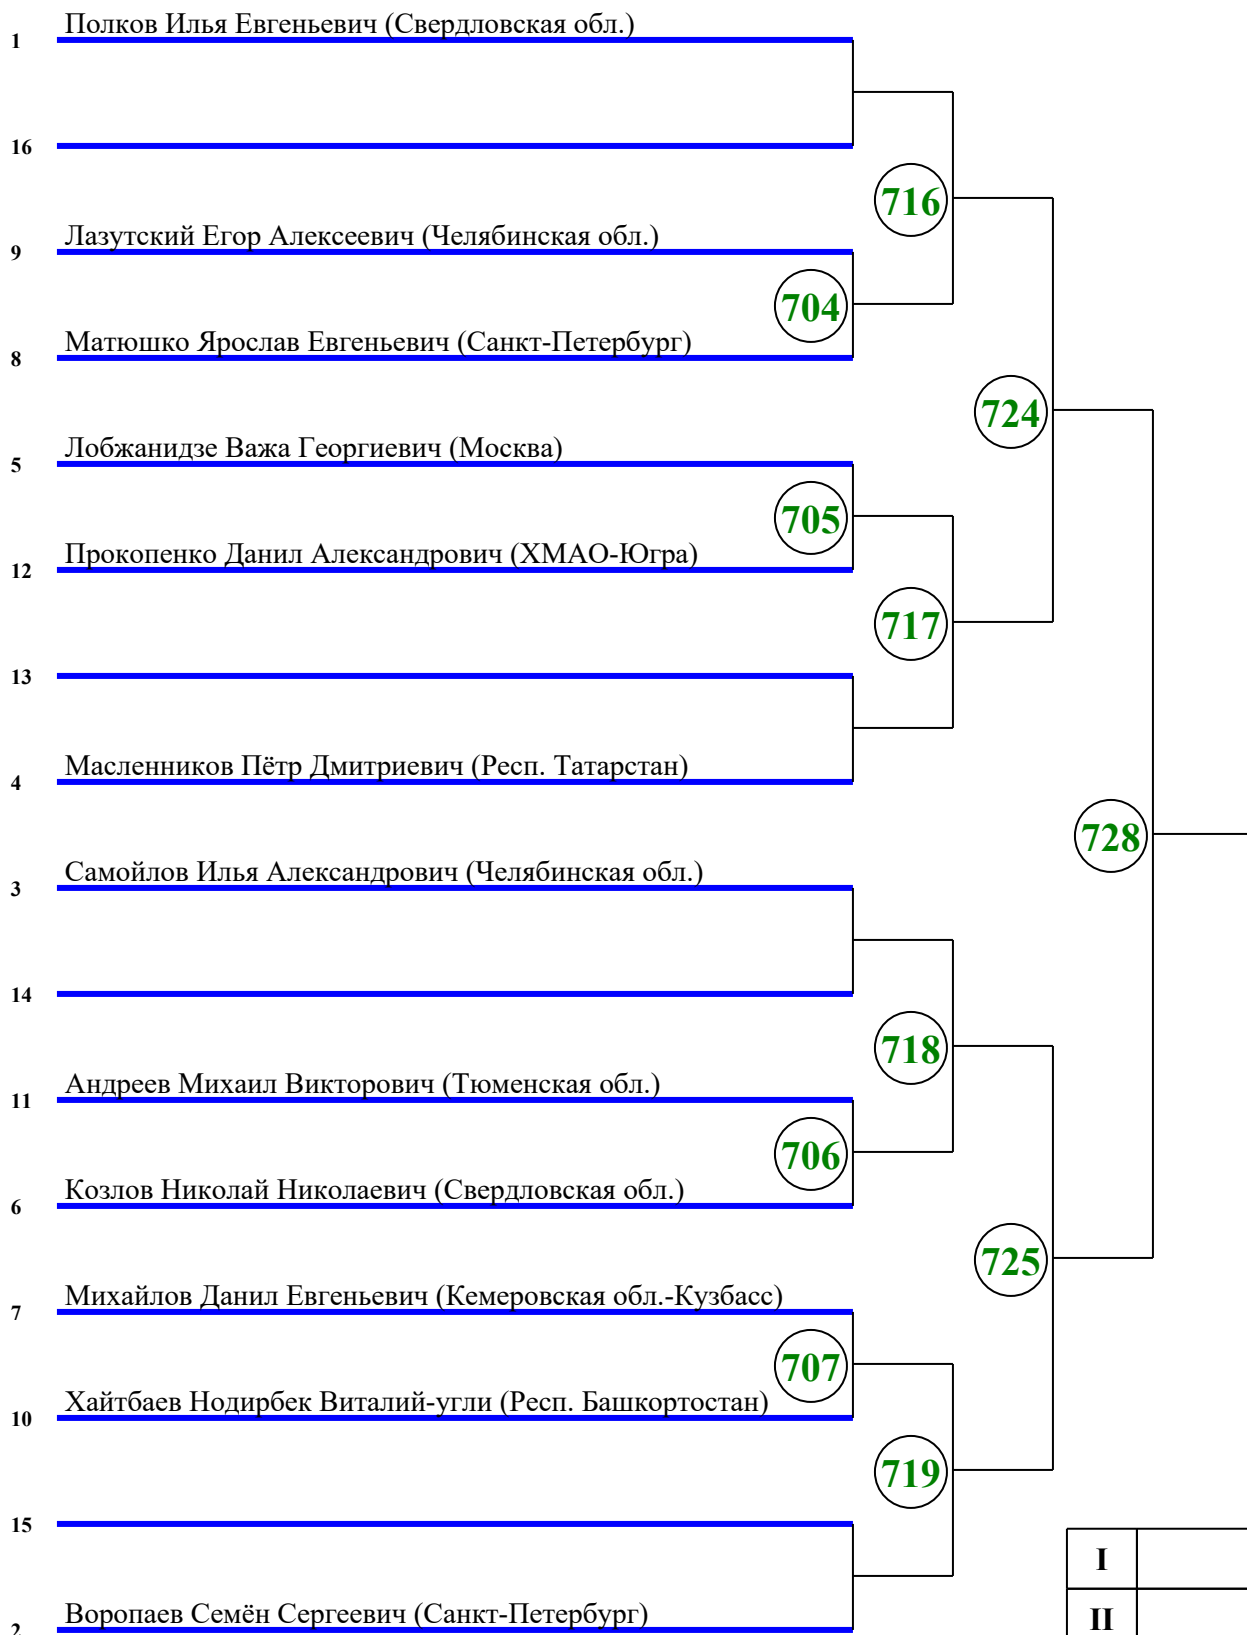 Полков Илья Евгеньевич (Свердловская обл.)
1
16
716
Лазутский Егор Алексеевич (Челябинская обл.)
9
704
Матюшко Ярослав Евгеньевич (Санкт-Петербург)
8
724
Лобжанидзе Важа Георгиевич (Москва)
5
705
Прокопенко Данил Александрович (ХМАО-Югра)
12
717
13
Масленников Пётр Дмитриевич (Респ. Татарстан)
4
728
Самойлов Илья Александрович (Челябинская обл.)
3
14
718
Андреев Михаил Викторович (Тюменская обл.)
11
706
Козлов Николай Николаевич (Свердловская обл.)
6
725
Михайлов Данил Евгеньевич (Кемеровская обл.-Кузбасс)
7
707
Хайтбаев Нодирбек Виталий-угли (Респ. Башкортостан)
10
719
15
I
Воропаев Семён Сергеевич (Санкт-Петербург)
2
II